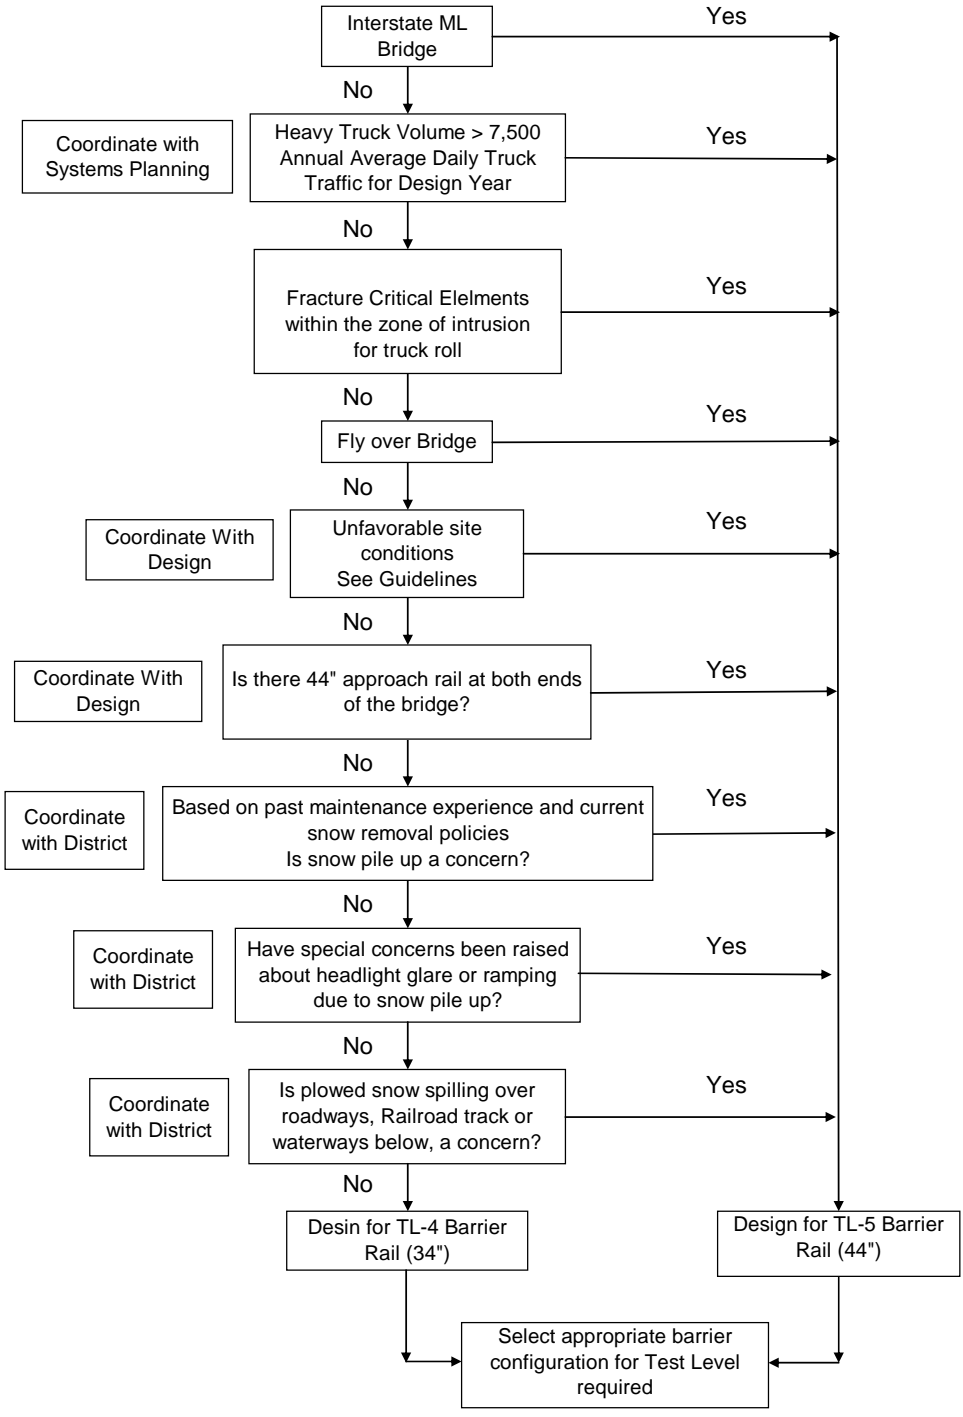 Interstate ML
Bridge
Yes
No
Coordinate with
Systems Planning
Heavy Truck Volume > 7,500
Annual Average Daily Truck
Traffic for Design Year
Yes
No
Fracture Critical Elelments
within the zone of intrusion
for truck roll
Yes
No
Fly over Bridge
Yes
No
Coordinate With
Design
Unfavorable site
conditions
See Guidelines
Yes
No
Coordinate With
Design
Is there 44" approach rail at both ends
of the bridge?
Yes
No
Coordinate
with District
Based on past maintenance experience and current
snow removal policies
Is snow pile up a concern?
Yes
No
Coordinate
with District
Have special concerns been raised
about headlight glare or ramping
due to snow pile up?
Yes
No
Coordinate
with District
Is plowed snow spilling over
roadways, Railroad track or
waterways below, a concern?
Yes
No
Desin for TL-4 Barrier
Rail (34")
Design for TL-5 Barrier
Rail (44")
Select appropriate barrier
configuration for Test Level
required